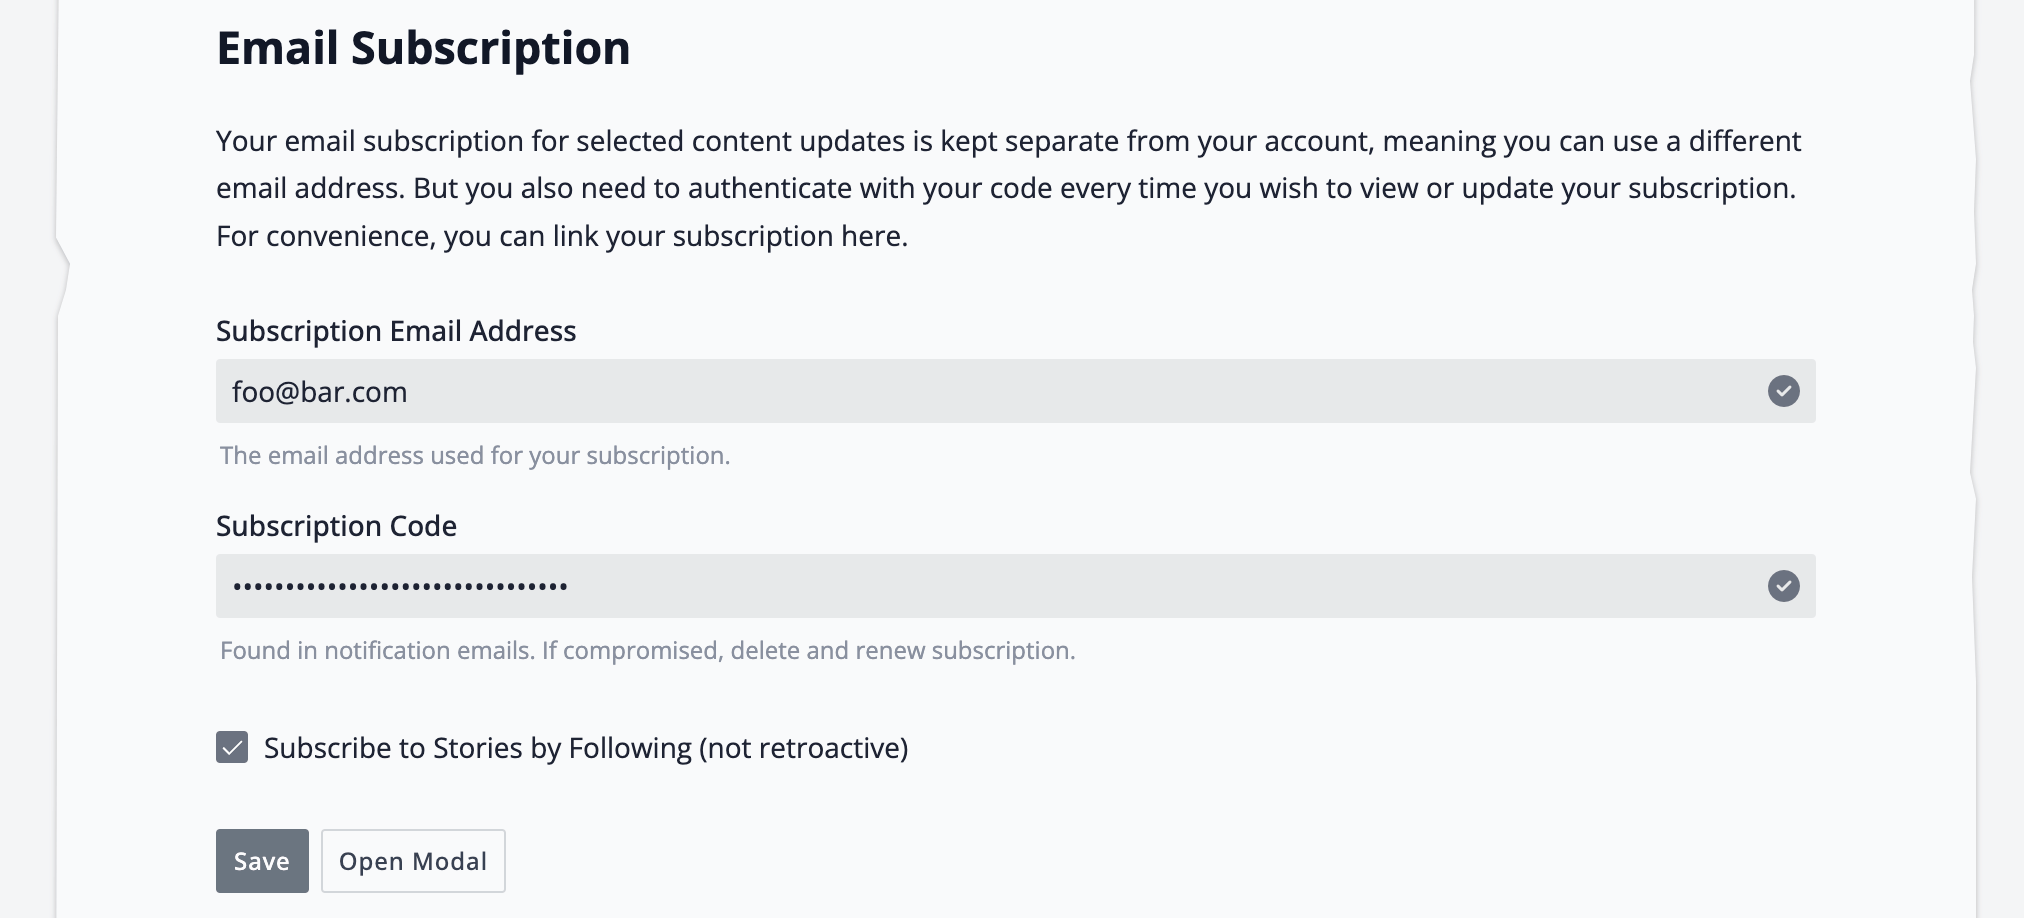 Email Subscription
Your email subscription for selected content updates is kept separate from your account, meaning you can use a different
email address. But you also need to authenticate with your code every time you wish to view or update your subscription.
For convenience, you can link your subscription here.
Subscription Email Address
foo@bar.com
The email address used for your subscription.
Subscription Code
••••••••••••••••••••••••••••••••
Found in notification emails. If compromised, delete and renew subscription.
Subscribe to Stories by Following (not retroactive)
Save
Open Modal